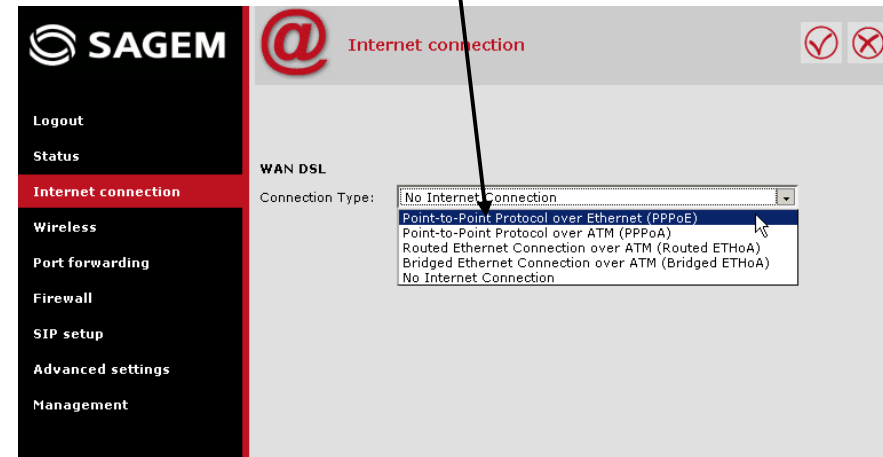 SAGEM
Internet connection
Logout
Status
Internet connection
Wireless
Port forwarding
Firewall
SIP setup
Advanced settings
Management
WAN DSL
Connection Type: No Internet Connection
Point-to-Point Protocol over Ethernet (PPPoE)
Point-to-Point Protocol over ATM (PPPoA)
Routed Ethernet Connection over ATM (Routed ETHoA)
Bridged Ethernet Connection over ATM (Bridged ETHoA)
No Internet Connection